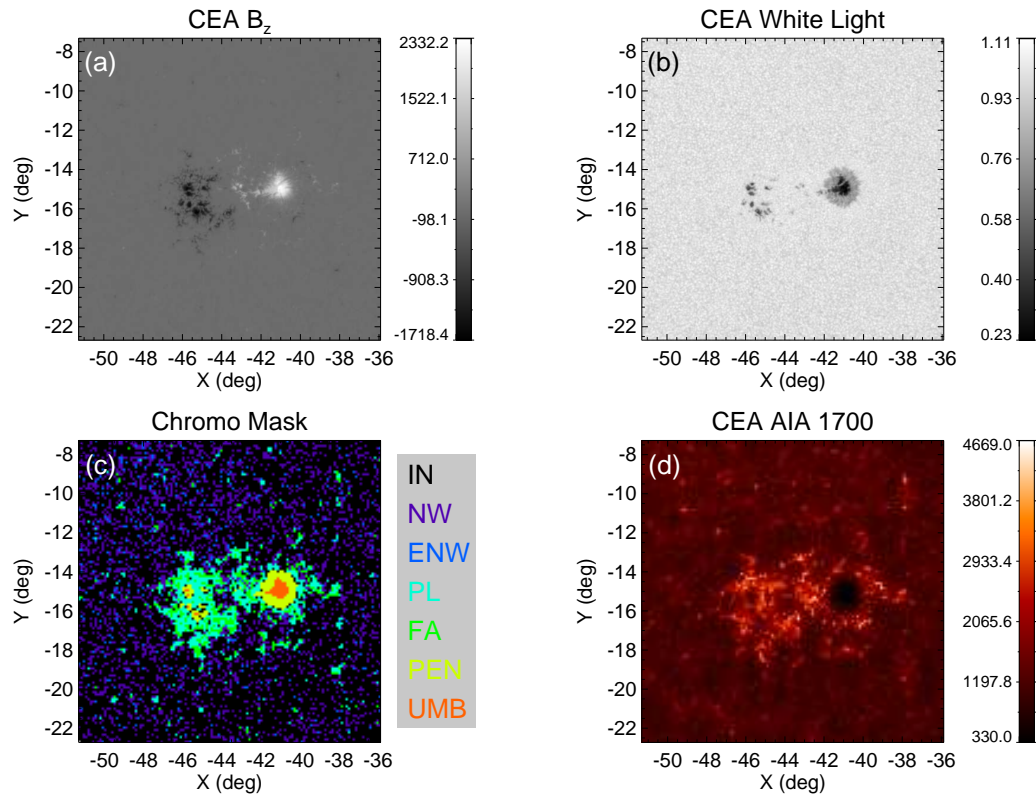 CEA Bz
(a)
-8
-10
-12
-14
-16
-18
-20
-22
Y (deg)
-50 -48 -46 -44 -42 -40 -38 -36
X (deg)
2332.2
1522.1
712.0
-98.1
-908.3
-1718.4
CEA White Light
(b)
-8
-10
-12
-14
-16
-18
-20
-22
Y (deg)
-50 -48 -46 -44 -42 -40 -38 -36
X (deg)
1.11
0.93
0.76
0.58
0.40
0.23
Chromo Mask
(c)
-8
-10
-12
-14
-16
-18
-20
-22
Y (deg)
-50 -48 -46 -44 -42 -40 -38 -36
X (deg)
IN
NW
ENW
PL
FA
PEN
UMB
CEA AIA 1700
(d)
-8
-10
-12
-14
-16
-18
-20
-22
Y (deg)
-50 -48 -46 -44 -42 -40 -38 -36
X (deg)
4669.0
3801.2
2933.4
2065.6
1197.8
330.0